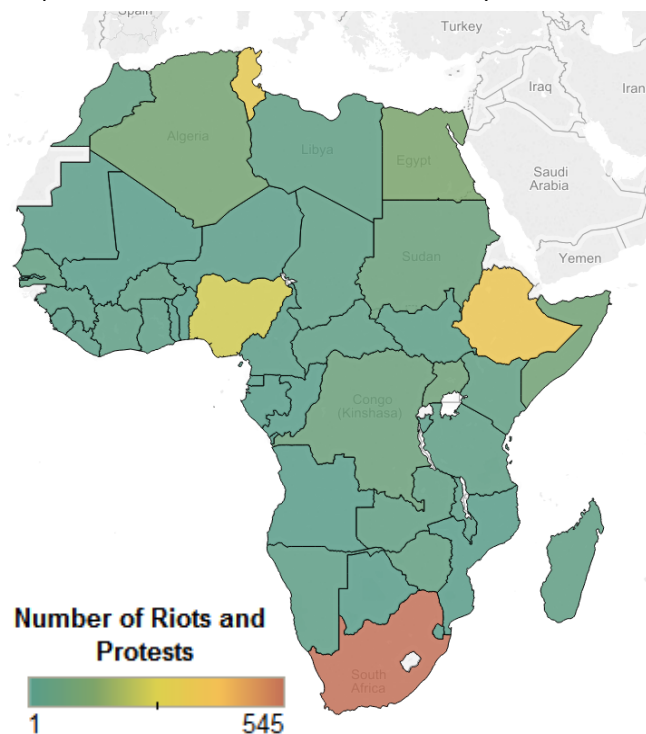 Spain
Turkey
Iraq
Iran
Algeria
Libya
Egypt
Saudi
Arabia
Sudan
Yemen
Congo
(Kinshasa)
South
Africa
Number of Riots and
Protests
1
545